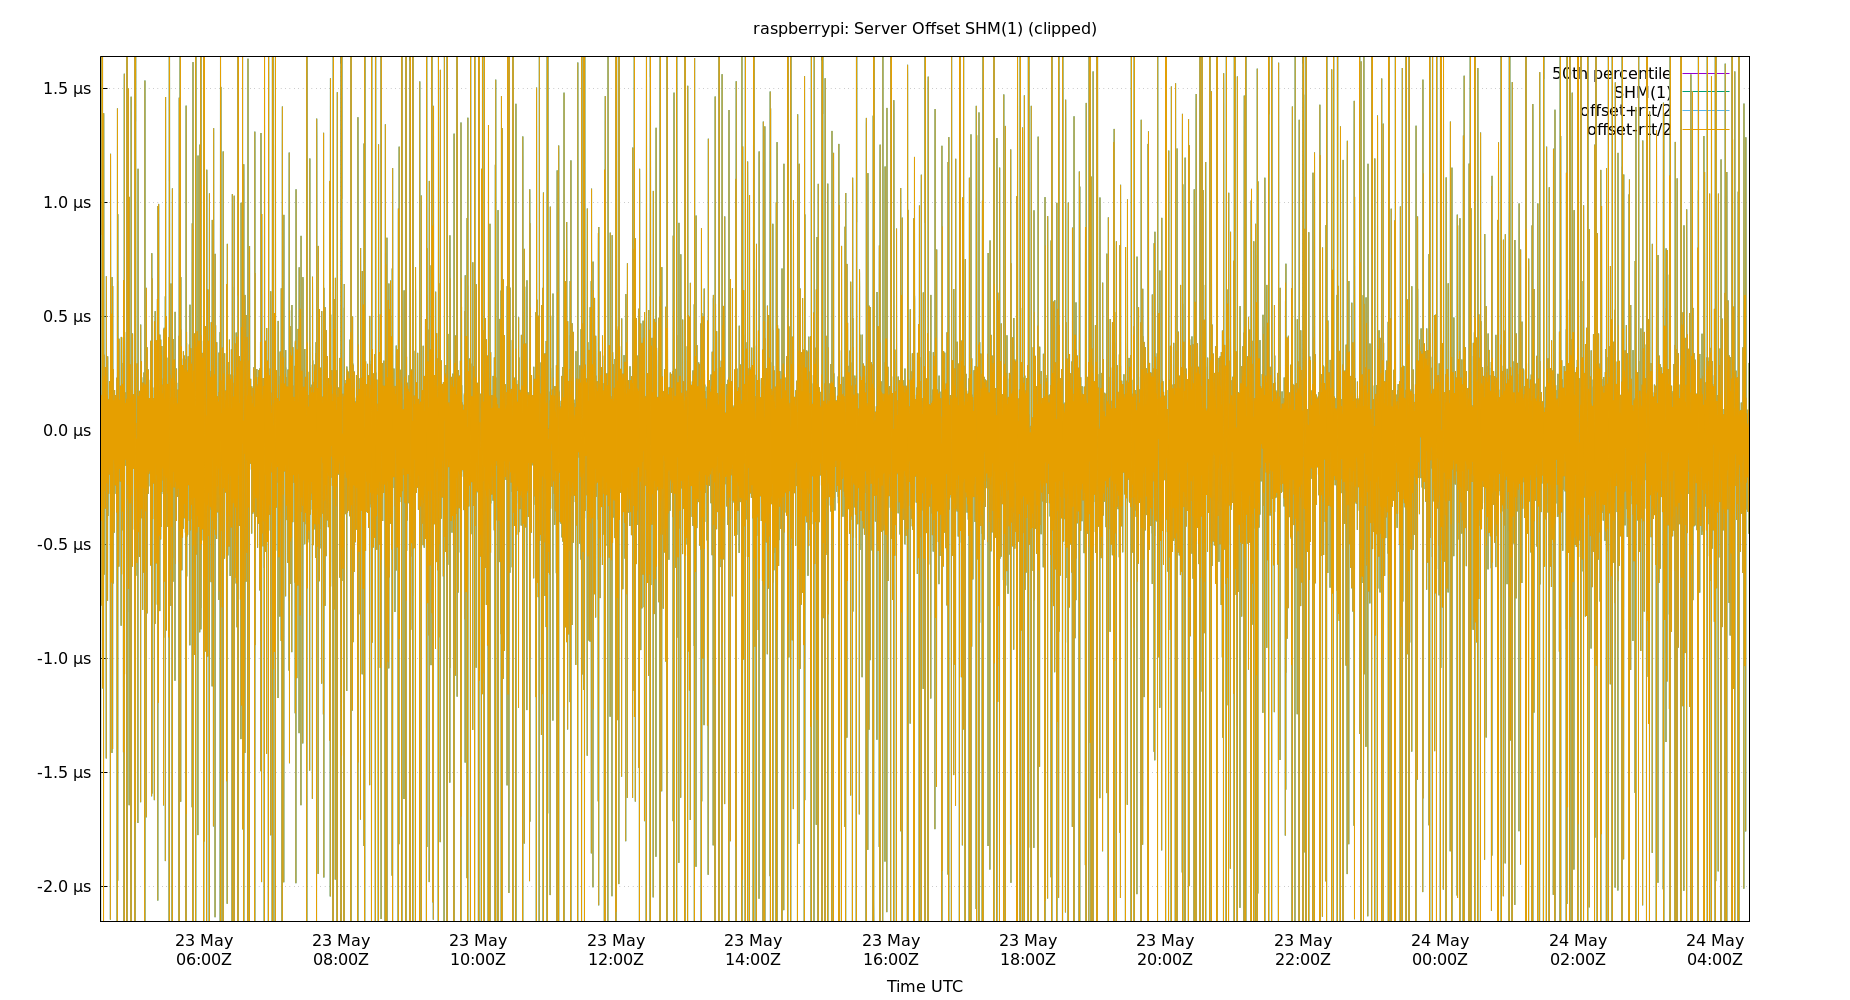 raspberrypi: Server Offset SHM(1) (clipped)
50th percentile
SHM(1)
offset+rtt/2
offset-rtt/2
1.5 µs
1.0 µs
0.5 µs
0.0 µs
-0.5 µs
-1.0 µs
-1.5 µs
-2.0 µs
23 May 23 May 23 May 23 May 23 May 23 May 23 May 23 May 23 May 24 May 24 May 24 May
06:00Z 08:00Z 10:00Z 12:00Z 14:00Z 16:00Z 18:00Z 20:00Z 22:00Z 00:00Z 02:00Z 04:00Z
Time UTC